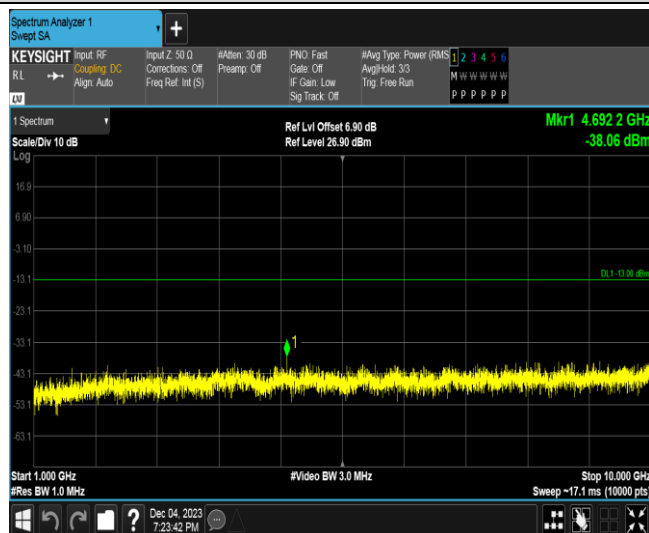 Spectrum Analyzer 1
Swept SA
KEYSIGHT
RL
LXI
Input: RF
Coupling: DC
Align: Auto
Input Z: 50 Ω
Corrections: Off
Freq Ref: Int (S)
#Atten: 30 dB
Preamp: Off
PNO: Fast
Gate: Off
IF Gain: Low
Sig Track: Off
#Avg Type: Power (RMS
Avg|Hold: 3/3
Trig: Free Run
1 2 3 4 5 6
M W W W W W
P P P P P P
1 Spectrum
Scale/Div 10 dB
Ref Lvl Offset 6.90 dB
Ref Level 26.90 dBm
Mkr1 4.692 2 GHz
-38.06 dBm
Log
16.9
6.90
-3.10
-13.1
DL1 -13.00 dBm
-23.1
-33.1
1
-43.1
-53.1
-63.1
Start 1.000 GHz
#Video BW 3.0 MHz
Stop 10.000 GHz
#Res BW 1.0 MHz
Sweep ~17.1 ms (10000 pts)
?
Dec 04, 2023
7:23:42 PM